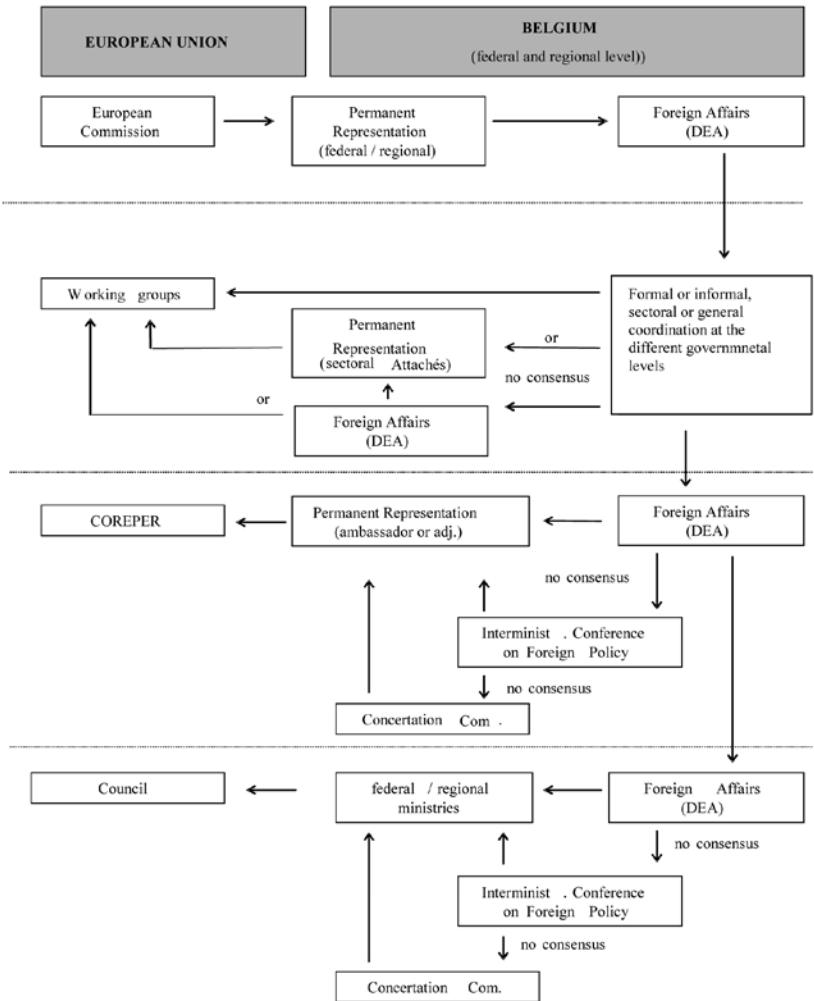 EUROPEAN UNION
BELGIUM
(federal and regional level))
European
Commission
Permanent
Representation
(federal / regional)
Foreign Affairs
(DEA)
Working groups
Formal or informal,
sectoral or general
coordination at the
different governmnetal
levels
Permanent
Representation
(sectoral Attachés)
or
no consensus
or
Foreign Affairs
(DEA)
COREPER
Permanent Representation
(ambassador or adj.)
Foreign Affairs
(DEA)
no consensus
Interminist . Conference
on Foreign Policy
no consensus
Concertation Com .
Council
federal / regional
ministries
Foreign Affairs
(DEA)
no consensus
Interminist . Conference
on Foreign Policy
no consensus
Concertation Com.